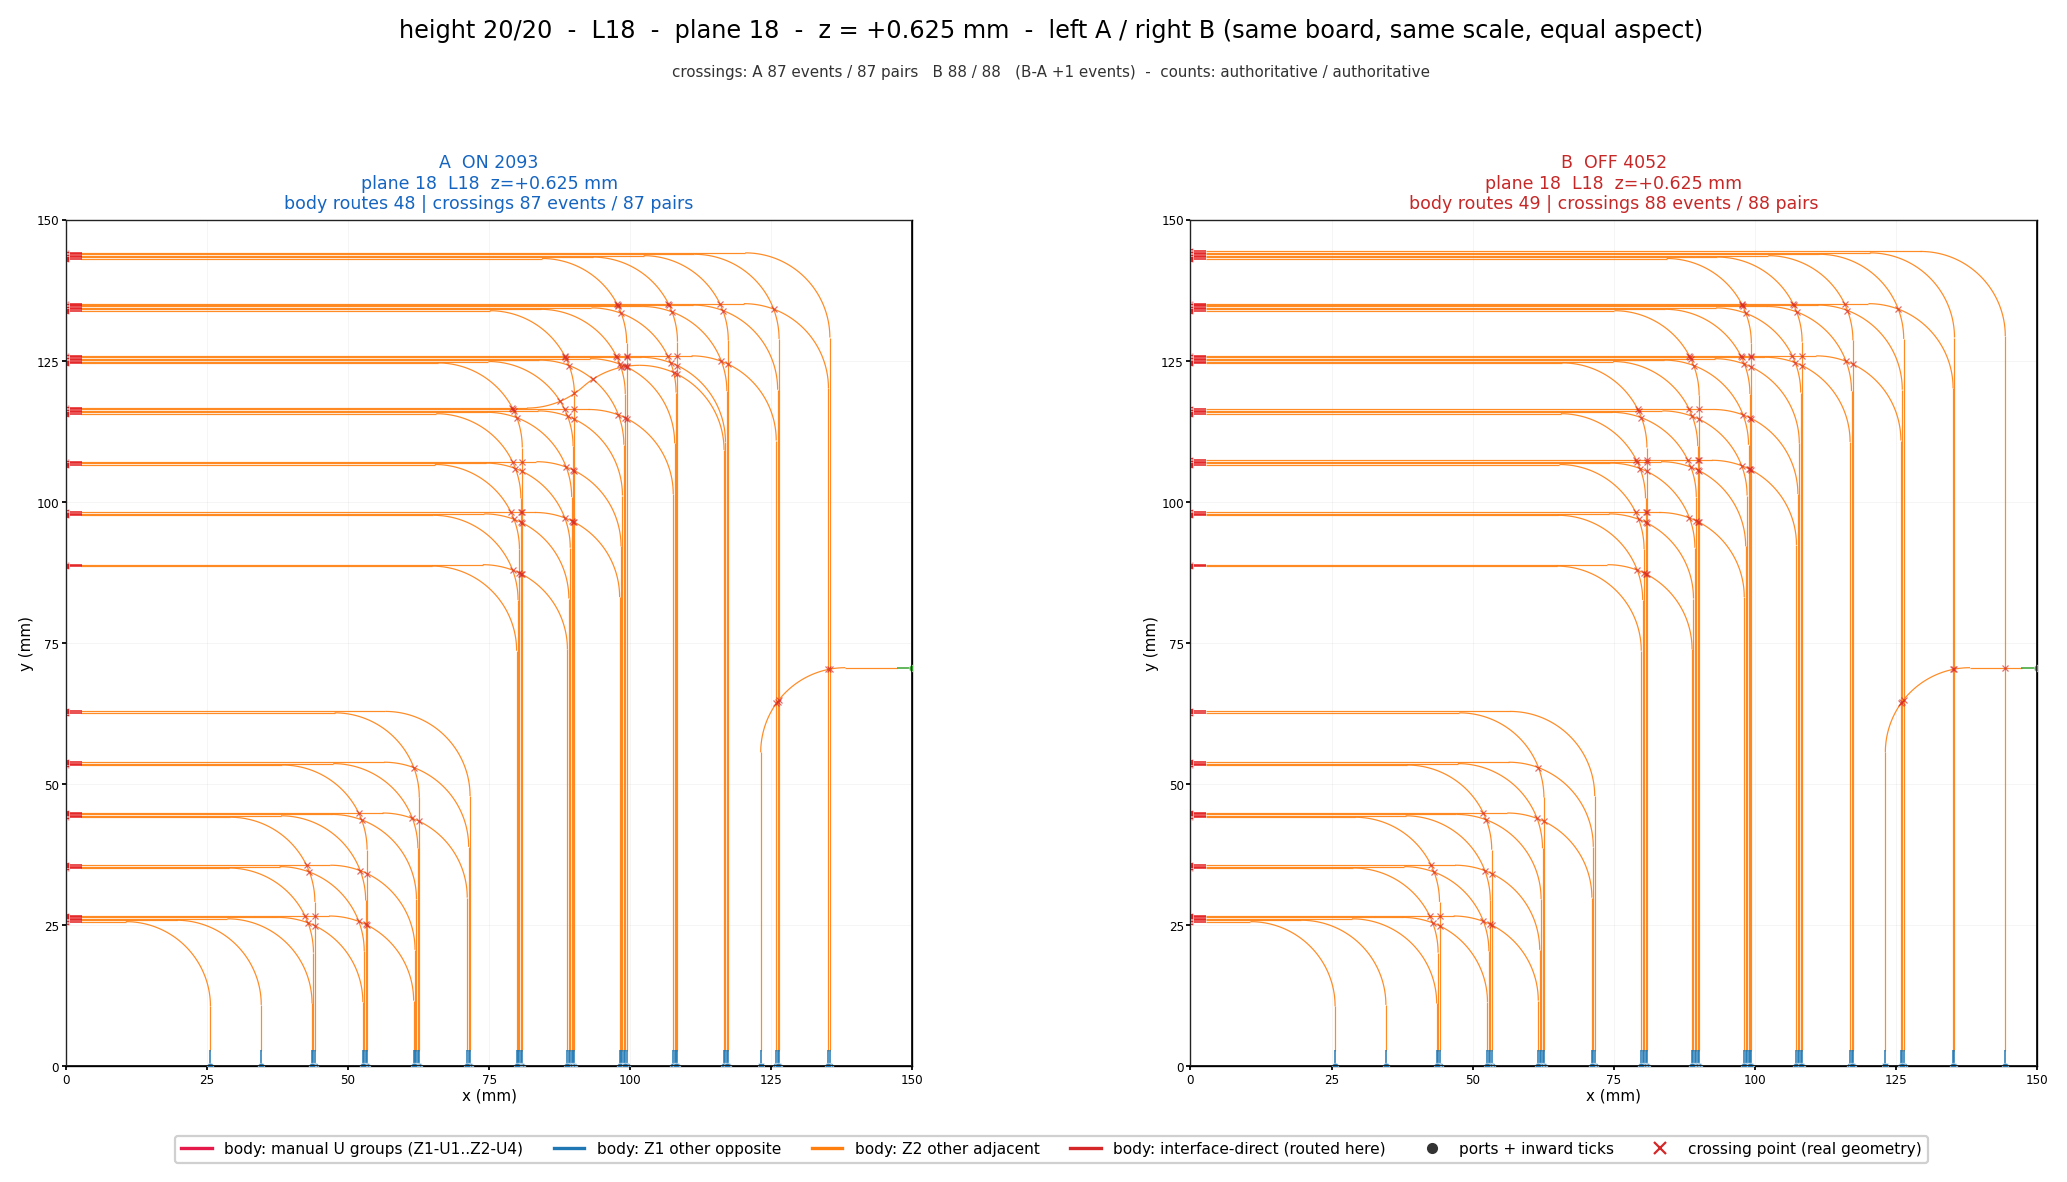 height 20/20 - L18 - plane 18 - z = +0.625 mm - left A / right B (same board, same scale, equal aspect)
crossings: A 87 events / 87 pairs B 88 / 88 (B-A +1 events) - counts: authoritative / authoritative
A ON 2093
plane 18 L18 z=+0.625 mm
body routes 48 | crossings 87 events / 87 pairs
150
125
100
75
50
25
0
y (mm)
0 25 50 75 100 125 150
x (mm)
B OFF 4052
plane 18 L18 z=+0.625 mm
body routes 49 | crossings 88 events / 88 pairs
150
125
100
75
50
25
0
y (mm)
0 25 50 75 100 125 150
x (mm)
body: manual U groups (Z1-U1..Z2-U4) body: Z1 other opposite body: Z2 other adjacent body: interface-direct (routed here) ports + inward ticks crossing point (real geometry)